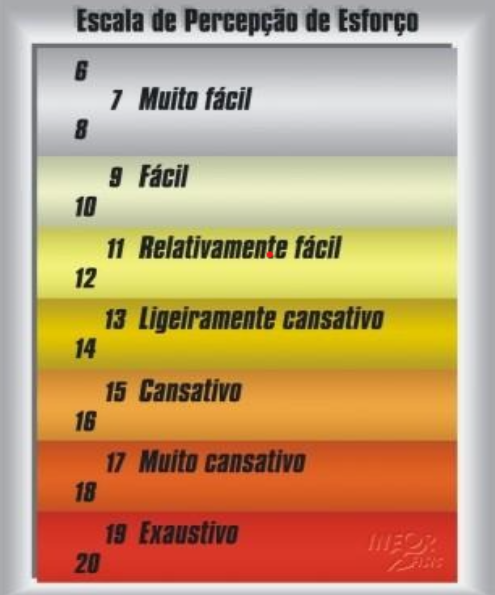 Escala de Percepção de Esforço
6
7 Muito fácil
8
9 Fácil
10
11 Relativamente fácil
12
13 Ligeiramente cansativo
14
15 Cansativo
16
17 Muito cansativo
18
19 Exaustivo
20
INFOR